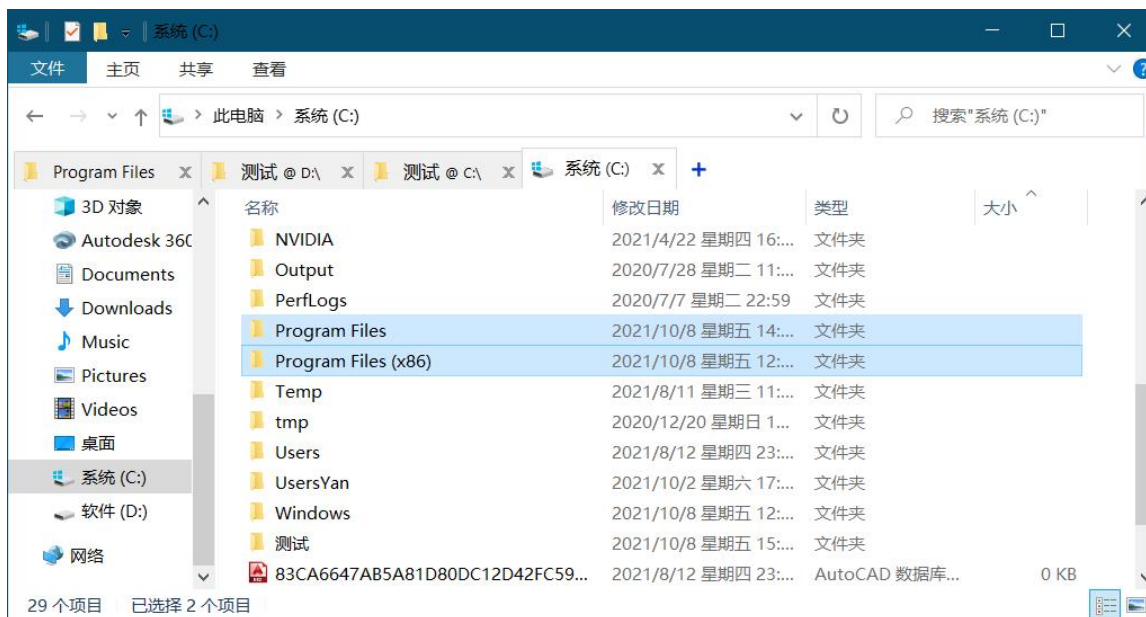 系统 (C:)
文件 主页 共享 查看
此电脑 > 系统 (C:) 搜索"系统 (C:)"
Program Files x 测试 @ D:\ x 测试 @ C:\ x 系统 (C:) x +
3D 对象 名称 修改日期 类型 大小
Autodesk 360 NVIDIA 2021/4/22 星期四 16:... 文件夹
Documents Output 2020/7/28 星期二 11:... 文件夹
Downloads PerfLogs 2020/7/7 星期二 22:59 文件夹
Music Program Files 2021/10/8 星期五 14:... 文件夹
Pictures Program Files (x86) 2021/10/8 星期五 12:... 文件夹
Videos Temp 2021/8/11 星期三 11:... 文件夹
桌面 tmp 2020/12/20 星期日 1... 文件夹
系统 (C:) Users 2021/8/12 星期四 23:... 文件夹
软件 (D:) UsersYan 2021/10/2 星期六 17:... 文件夹
Windows 2021/10/8 星期五 12:... 文件夹
网络 测试 2021/10/8 星期五 15:... 文件夹
83CA6647AB5A81D80DC12D42FC59... 2021/8/12 星期四 23:... AutoCAD 数据库... 0 KB
29 个项目 已选择 2 个项目